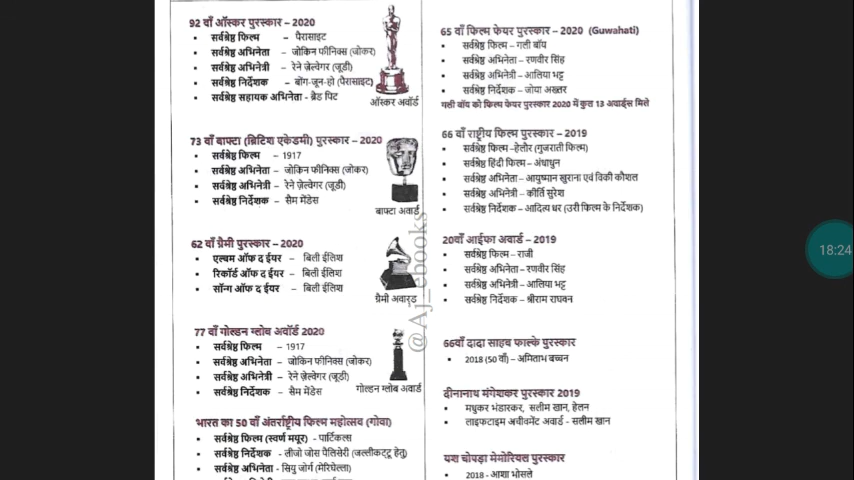 92 वाँ ऑस्कर पुरस्कार – 2020
▪ सर्वश्रेष्ठ फिल्म – पैरासाइट
▪ सर्वश्रेष्ठ अभिनेता – जोकिन फीनिक्स (जोकर)
▪ सर्वश्रेष्ठ अभिनेत्री – रेने ज़ेल्वेगर (जूडी)
▪ सर्वश्रेष्ठ निर्देशक – बोंग-जून-हो (पैरासाइट)
▪ सर्वश्रेष्ठ सहायक अभिनेता - ब्रैड पिट
ऑस्कर अवॉर्ड
73 वाँ बाफ्टा (ब्रिटिश एकेडमी) पुरस्कार – 2020
▪ सर्वश्रेष्ठ फिल्म – 1917
▪ सर्वश्रेष्ठ अभिनेता – जोकिन फीनिक्स (जोकर)
▪ सर्वश्रेष्ठ अभिनेत्री – रेने ज़ेल्वेगर (जूडी)
▪ सर्वश्रेष्ठ निर्देशक – सैम मेंडेस
बाफ्टा अवार्ड
62 वाँ ग्रैमी पुरस्कार – 2020
▪ एल्बम ऑफ द ईयर – बिली ईलिश
▪ रिकॉर्ड ऑफ द ईयर – बिली ईलिश
▪ सॉन्ग ऑफ द ईयर – बिली ईलिश
ग्रैमी अवार्ड
77 वाँ गोल्डन ग्लोब अवॉर्ड 2020
▪ सर्वश्रेष्ठ फिल्म – 1917
▪ सर्वश्रेष्ठ अभिनेता – जोकिन फीनिक्स (जोकर)
▪ सर्वश्रेष्ठ अभिनेत्री – रेने ज़ेल्वेगर (जूडी)
▪ सर्वश्रेष्ठ निर्देशक – सैम मेंडेस
गोल्डन ग्लोब अवार्ड
भारत का 50 वाँ अंतर्राष्ट्रीय फिल्म महोत्सव (गोवा)
▪ सर्वश्रेष्ठ फिल्म (स्वर्ण मयूर) - पार्टिकल्स
▪ सर्वश्रेष्ठ निर्देशक - लीजो जोस पैलिसेरी (जल्लीकट्टू हेतु)
▪ सर्वश्रेष्ठ अभिनेता - सियु जोर्ग (मेरिघेल्ला)
@Aj_ebooks
65 वाँ फिल्म फेयर पुरस्कार – 2020 (Guwahati)
▪ सर्वश्रेष्ठ फिल्म – गली बॉय
▪ सर्वश्रेष्ठ अभिनेता – रणवीर सिंह
▪ सर्वश्रेष्ठ अभिनेत्री – आलिया भट्ट
▪ सर्वश्रेष्ठ निर्देशक – जोया अख्तर
गली बॉय को फिल्म फेयर पुरस्कार 2020 में कुल 13 अवार्ड्स मिले
66 वाँ राष्ट्रीय फिल्म पुरस्कार – 2019
▪ सर्वश्रेष्ठ फिल्म –हेलौर (गुजराती फिल्म)
▪ सर्वश्रेष्ठ हिंदी फिल्म – अंधाधुन
▪ सर्वश्रेष्ठ अभिनेता – आयुष्मान खुराना एवं विकी कौशल
▪ सर्वश्रेष्ठ अभिनेत्री – कीर्ति सुरेश
▪ सर्वश्रेष्ठ निर्देशक – आदित्य धर (उरी फिल्म के निर्देशक)
20वाँ आईफा अवार्ड – 2019
▪ सर्वश्रेष्ठ फिल्म – राजी
▪ सर्वश्रेष्ठ अभिनेता – रणवीर सिंह
▪ सर्वश्रेष्ठ अभिनेत्री – आलिया भट्ट
▪ सर्वश्रेष्ठ निर्देशक – श्रीराम राघवन
66वाँ दादा साहब फाल्के पुरस्कार
▪ 2018 (50 वाँ) – अमिताभ बच्चन
दीनानाथ मंगेशकर पुरस्कार 2019
▪ मधुकर भंडारकर, सलीम खान, हेलन
▪ लाइफटाइम अचीवमेंट अवार्ड - सलीम खान
यश चोपड़ा मेमोरियल पुरस्कार
▪ 2018 - आशा भोसले
18:24